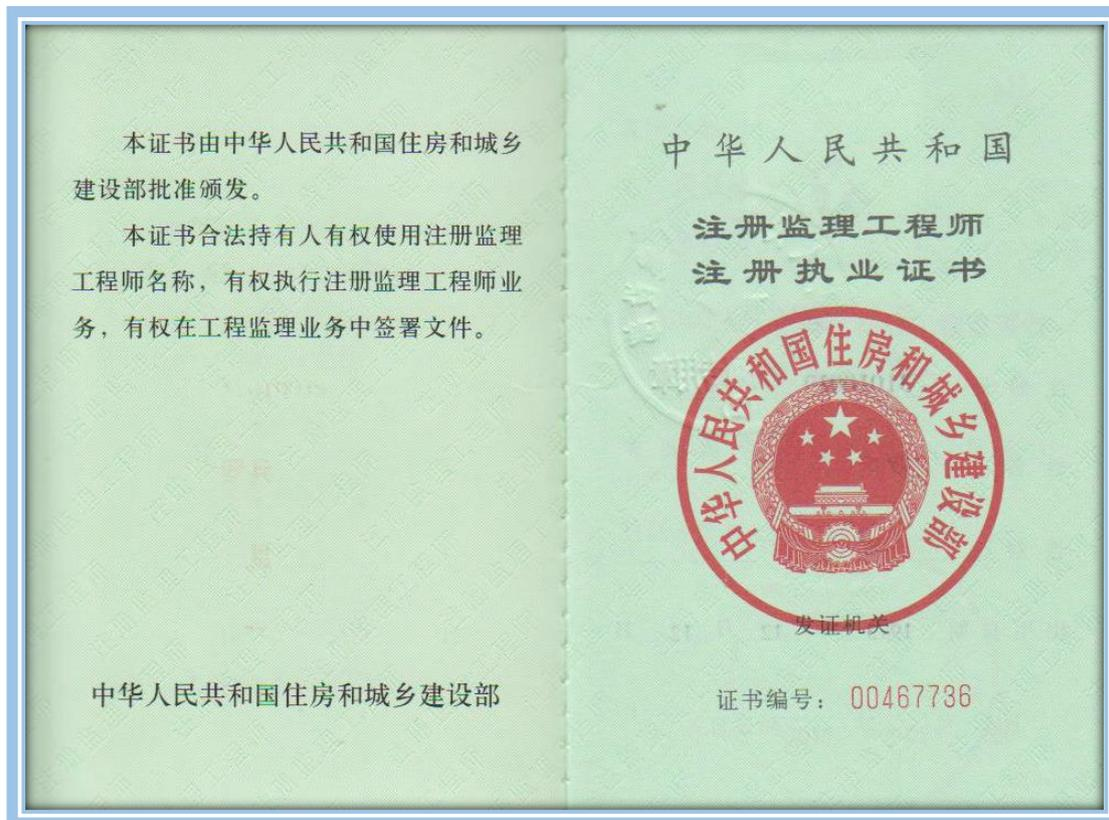 本证书由中华人民共和国住房和城乡
建设部批准颁发。
本证书合法持有人有权使用注册监理
工程师名称，有权执行注册监理工程师业
务，有权在工程监理业务中签署文件。
中华人民共和国住房和城乡建设部
中华人民共和国
注册监理工程师
注册执业证书
中华人民共和国住房和城乡建设部
发证机关
证书编号： 00467736